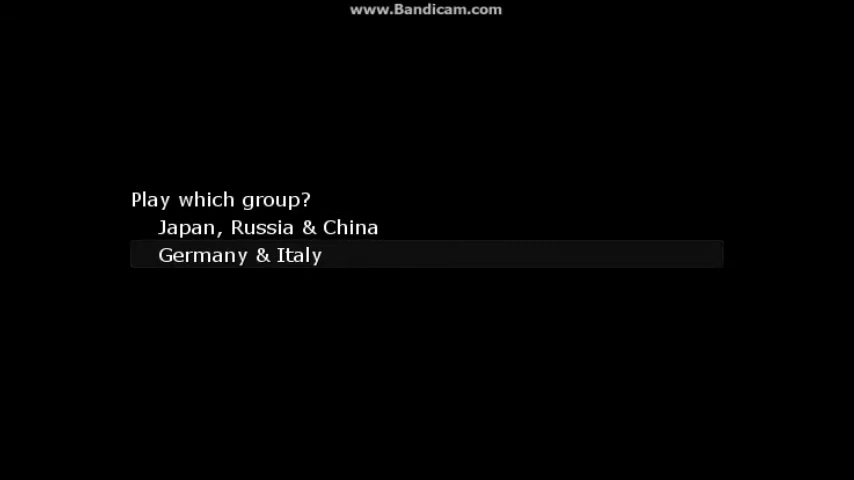 www.Bandicam.com
Play which group?
Japan, Russia & China
Germany & Italy